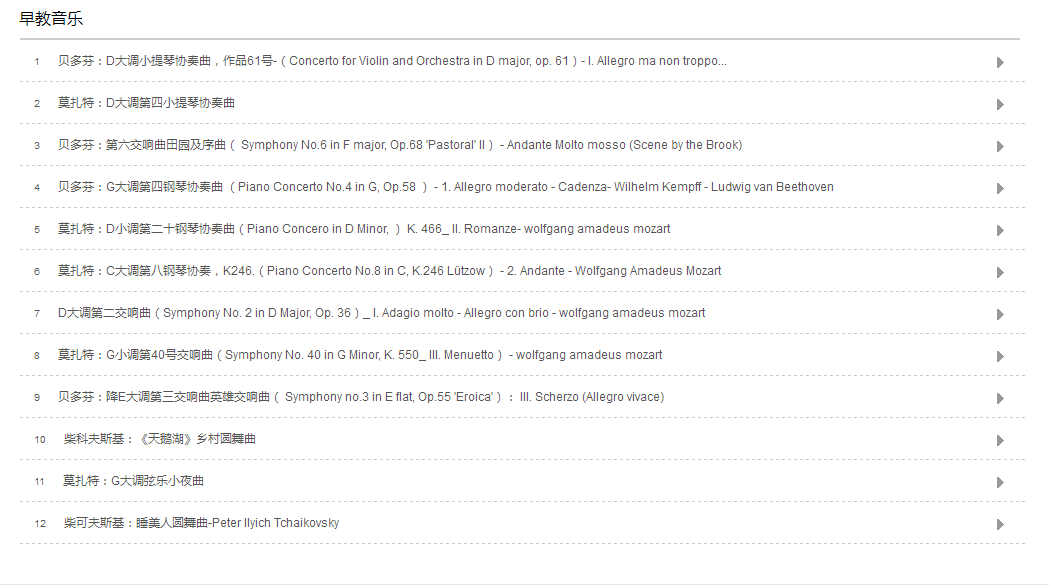 早教音乐
1 贝多芬：D大调小提琴协奏曲，作品61号-（Concerto for Violin and Orchestra in D major, op. 61）- I. Allegro ma non troppo...
2 莫扎特：D大调第四小提琴协奏曲
3 贝多芬：第六交响曲田园及序曲（ Symphony No.6 in F major, Op.68 'Pastoral' II） - Andante Molto mosso (Scene by the Brook)
4 贝多芬：G大调第四钢琴协奏曲 （Piano Concerto No.4 in G, Op.58 ） - 1. Allegro moderato - Cadenza- Wilhelm Kempff - Ludwig van Beethoven
5 莫扎特：D小调第二十钢琴协奏曲（Piano Concero in D Minor, ） K. 466_ II. Romanze- wolfgang amadeus mozart
6 莫扎特：C大调第八钢琴协奏，K246.（Piano Concerto No.8 in C, K.246 Lützow） - 2. Andante - Wolfgang Amadeus Mozart
7 D大调第二交响曲（Symphony No. 2 in D Major, Op. 36）_ I. Adagio molto - Allegro con brio - wolfgang amadeus mozart
8 莫扎特：G小调第40号交响曲（Symphony No. 40 in G Minor, K. 550_ III. Menuetto） - wolfgang amadeus mozart
9 贝多芬：降E大调第三交响曲英雄交响曲（ Symphony no.3 in E flat, Op.55 'Eroica'）： III. Scherzo (Allegro vivace)
10 柴科夫斯基：《天鹅湖》乡村圆舞曲
11 莫扎特：G大调弦乐小夜曲
12 柴可夫斯基：睡美人圆舞曲-Peter Ilyich Tchaikovsky